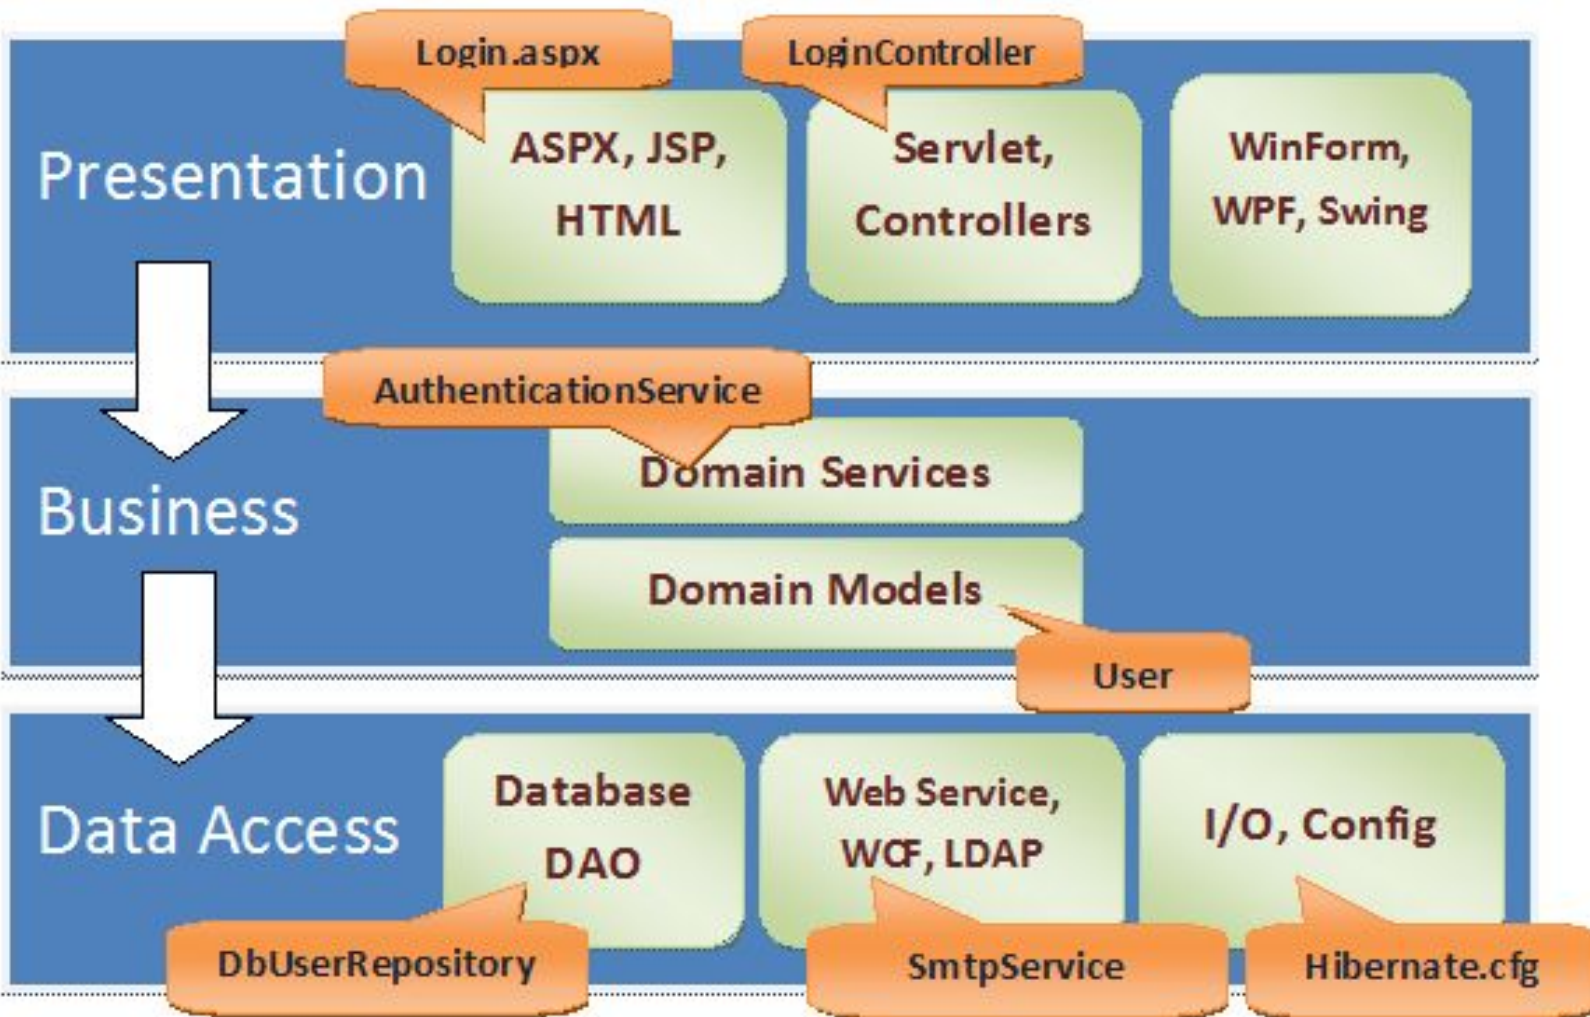 Login.aspx
LoginController
Presentation
ASPX, JSP,
HTML
Servlet,
Controllers
WinForm,
WPF, Swing
AuthenticationService
Business
Domain Services
Domain Models
User
Data Access
Database
DAO
Web Service,
WCF, LDAP
I/O, Config
DbUserRepository
SmtpService
Hibernate.cfg